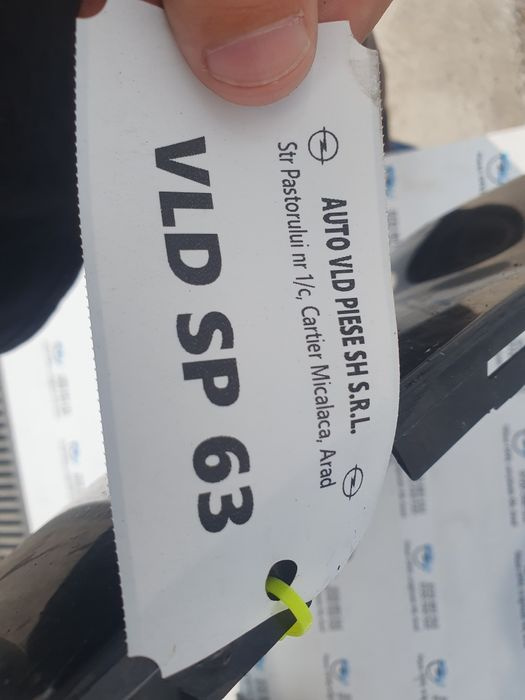 AUTO VLD PIESE SH S.R.L.
Str Pastorului nr 1/c, Cartier Micalaca, Arad
VLD SP 63